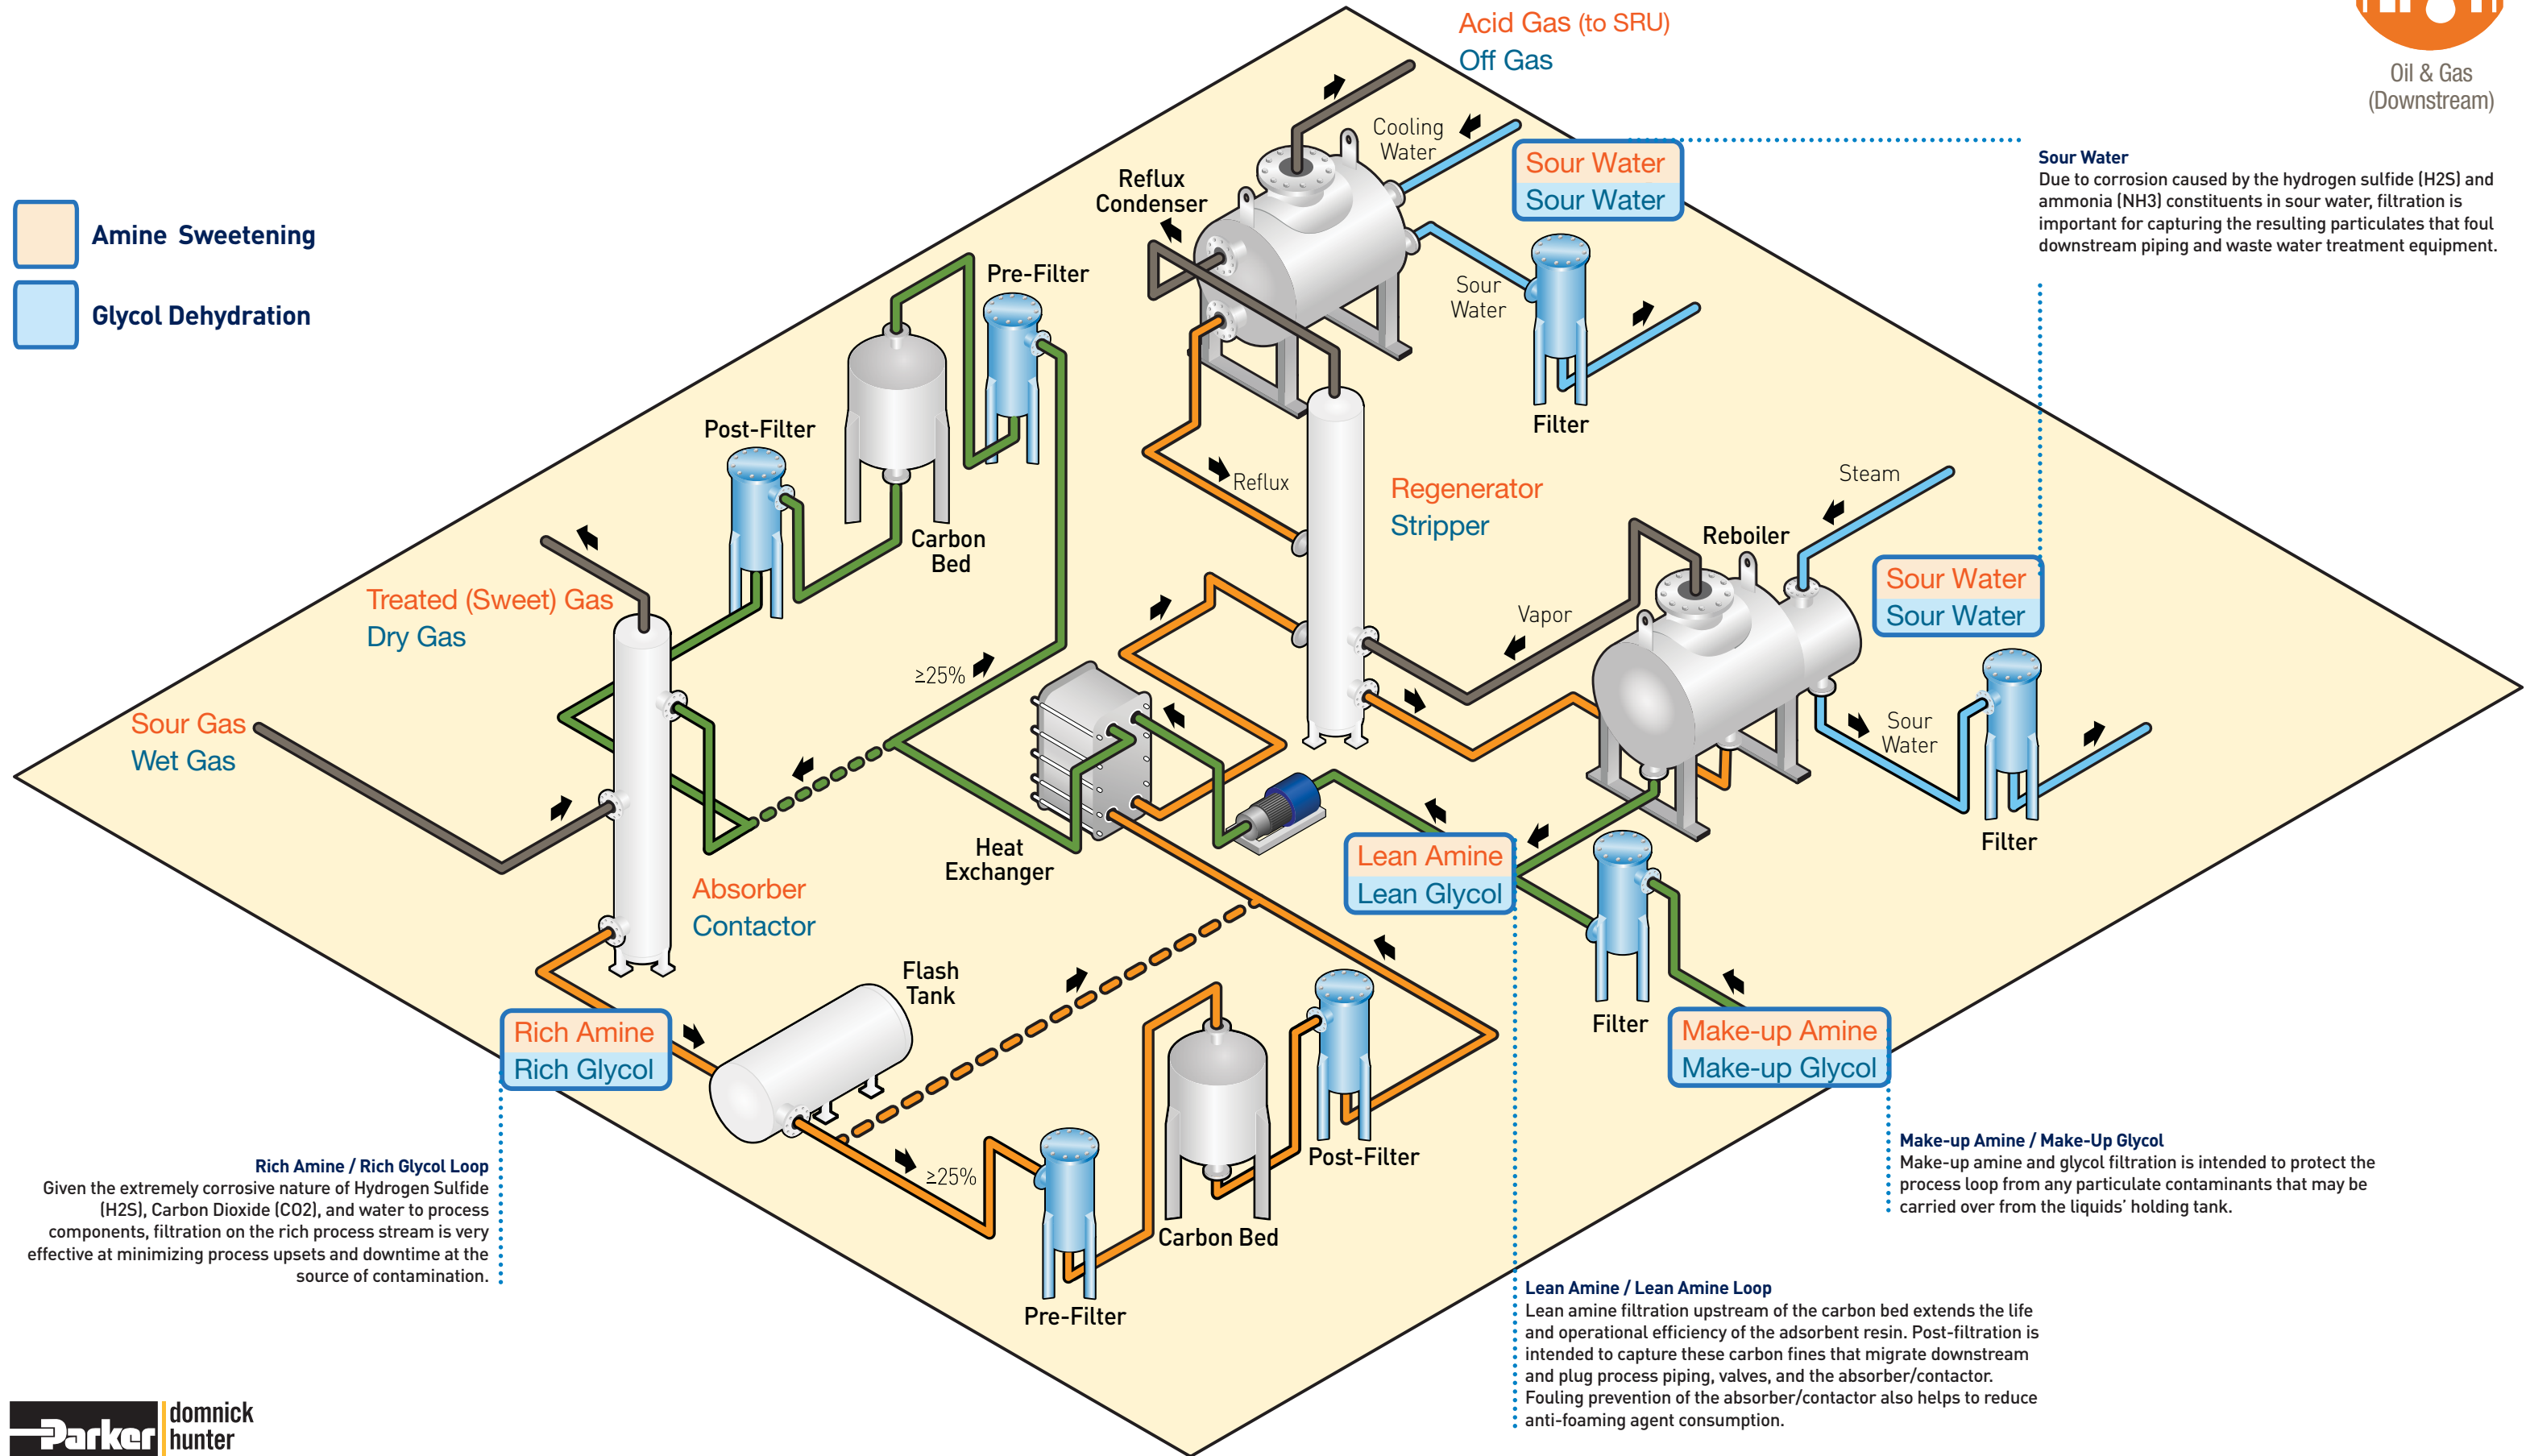 Acid Gas (to SRU)
Off Gas
Oil & Gas
(Downstream)
Cooling
Water
Sour Water
Sour Water
Sour Water
Due to corrosion caused by the hydrogen sulfide (H2S) and
ammonia (NH3) constituents in sour water, filtration is
important for capturing the resulting particulates that foul
downstream piping and waste water treatment equipment.
Reflux
Condenser
Amine Sweetening
Glycol Dehydration
Pre-Filter
Sour
Water
Filter
Post-Filter
Carbon
Bed
Reflux
Regenerator
Stripper
Steam
Reboiler
Sour Water
Sour Water
Treated (Sweet) Gas
Dry Gas
Vapor
≥25%
Sour Gas
Wet Gas
Sour
Water
Filter
Heat
Exchanger
Lean Amine
Lean Glycol
Absorber
Contactor
Flash
Tank
Filter
Rich Amine
Rich Glycol
Make-up Amine
Make-up Glycol
≥25%
Post-Filter
Carbon Bed
Pre-Filter
Rich Amine / Rich Glycol Loop
Given the extremely corrosive nature of Hydrogen Sulfide
(H2S), Carbon Dioxide (CO2), and water to process
components, filtration on the rich process stream is very
effective at minimizing process upsets and downtime at the
source of contamination.
Make-up Amine / Make-Up Glycol
Make-up amine and glycol filtration is intended to protect the
process loop from any particulate contaminants that may be
carried over from the liquids' holding tank.
Lean Amine / Lean Amine Loop
Lean amine filtration upstream of the carbon bed extends the life
and operational efficiency of the adsorbent resin. Post-filtration is
intended to capture these carbon fines that migrate downstream
and plug process piping, valves, and the absorber/contactor.
Fouling prevention of the absorber/contactor also helps to reduce
anti-foaming agent consumption.
Parker
domnick
hunter